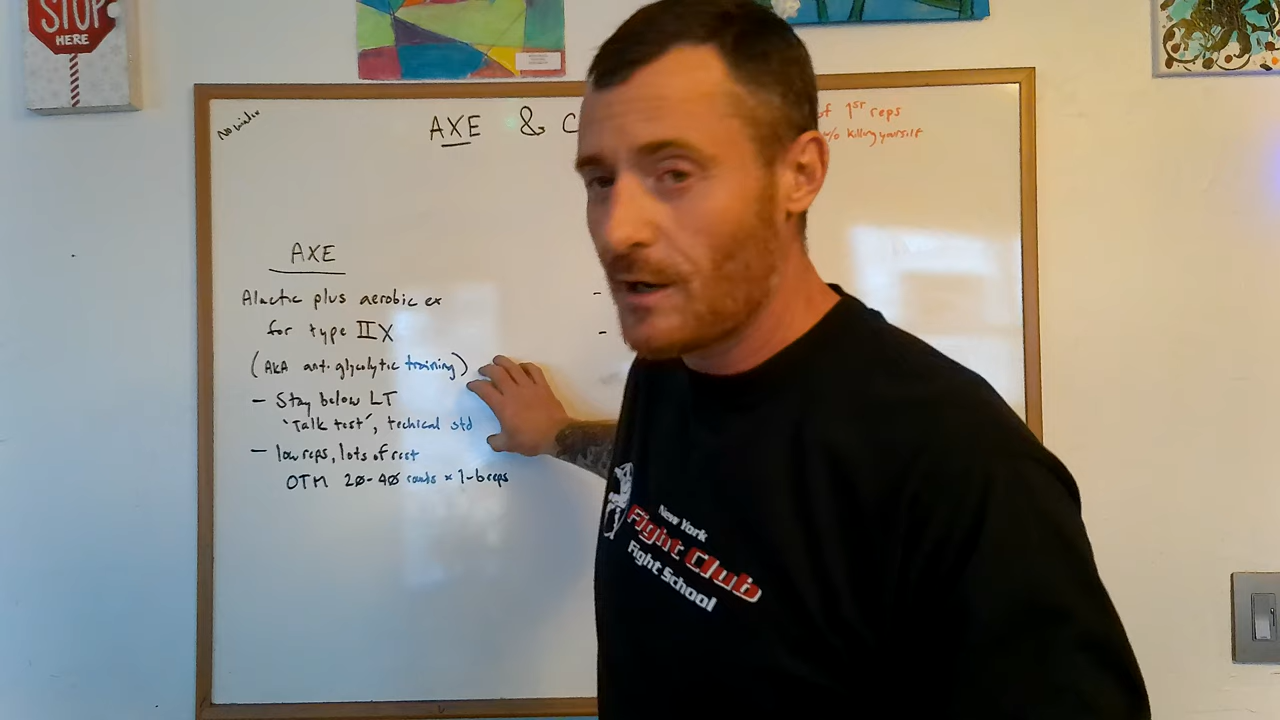 STOP
HERE
AXE & C
of 1st reps
w/o killing yourself
AXE
Alactic plus aerobic ex
for type IIX
(AKA anti-glycolytic training)
- Stay below LT
"Talk test", techical std
- low reps, lots of rest
OTM 20-40 rounds × 1-6 reps
New York
Fight Club
Fight School